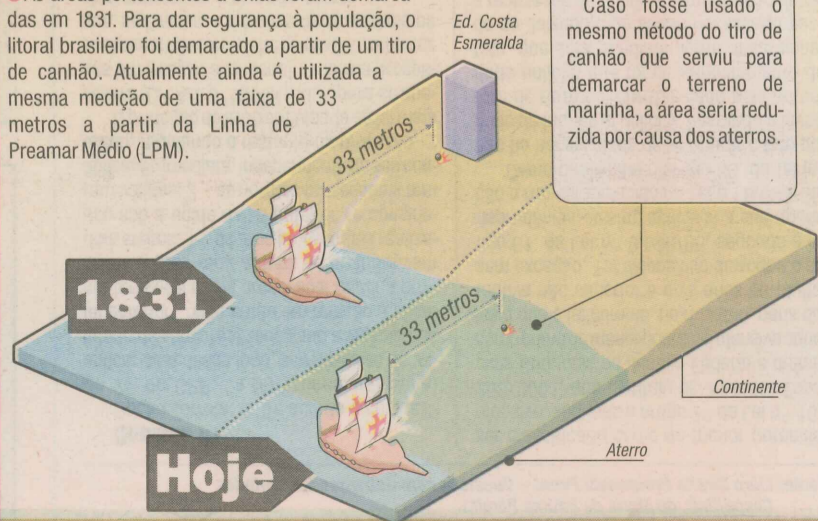 das em 1831. Para dar segurança à população, o
litoral brasileiro foi demarcado a partir de um tiro
de canhão. Atualmente ainda é utilizada a
mesma medição de uma faixa de 33
metros a partir da Linha de
Preamar Médio (LPM).
Ed. Costa
Esmeralda
Caso fosse usado o
mesmo método do tiro de
canhão que serviu para
demarcar o terreno de
marinha, a área seria redu-
zida por causa dos aterros.
33 metros
1831
33 metros
Hoje
Continente
Aterro